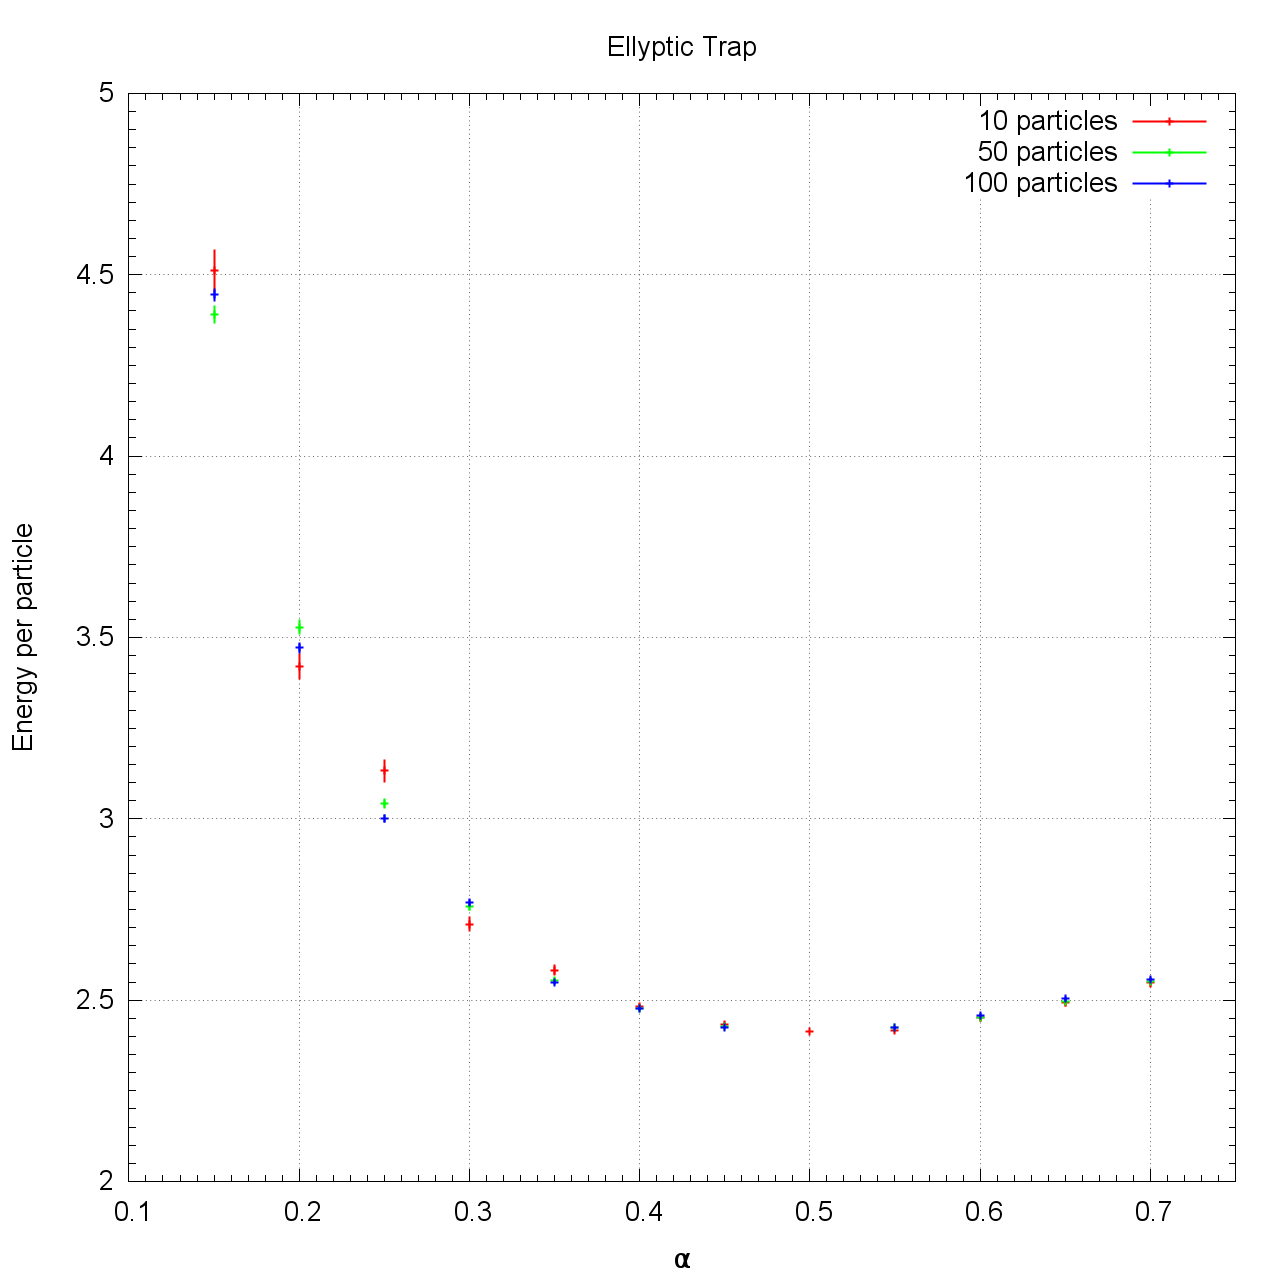 Ellyptic Trap
10 particles
50 particles
100 particles
5
4.5
4
3.5
3
2.5
2
Energy per particle
0.1 0.2 0.3 0.4 0.5 0.6 0.7
α